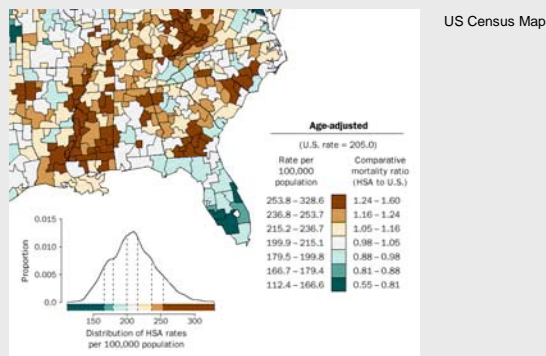 US Census Map
Age-adjusted
(U.S. rate = 205.0)
Rate per
100,000
population
Comparative
mortality ratio
(HSA to U.S.)
253.8 – 328.6 1.24 – 1.60
236.8 – 253.7 1.16 – 1.24
215.2 – 236.7 1.05 – 1.16
199.9 – 215.1 0.98 – 1.05
179.5 – 199.8 0.88 – 0.98
166.7 – 179.4 0.81 – 0.88
112.4 – 166.6 0.55 – 0.81
0.015
0.010
0.005
0.0
Proportion
150 200 250 300
Distribution of HSA rates
per 100,000 population